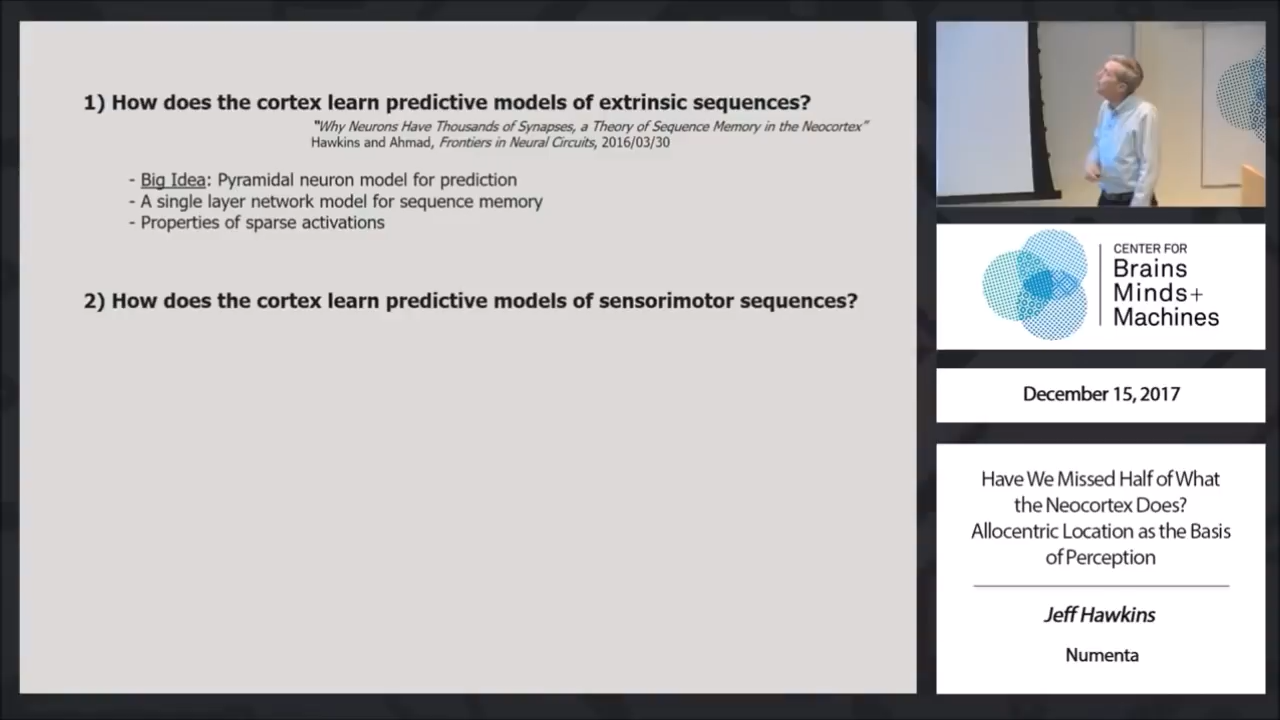 1) How does the cortex learn predictive models of extrinsic sequences?
“Why Neurons Have Thousands of Synapses, a Theory of Sequence Memory in the Neocortex”
Hawkins and Ahmad, Frontiers in Neural Circuits, 2016/03/30
- Big Idea: Pyramidal neuron model for prediction
- A single layer network model for sequence memory
- Properties of sparse activations
2) How does the cortex learn predictive models of sensorimotor sequences?
CENTER FOR
Brains
Minds+
Machines
December 15, 2017
Have We Missed Half of What
the Neocortex Does?
Allocentric Location as the Basis
of Perception
Jeff Hawkins
Numenta